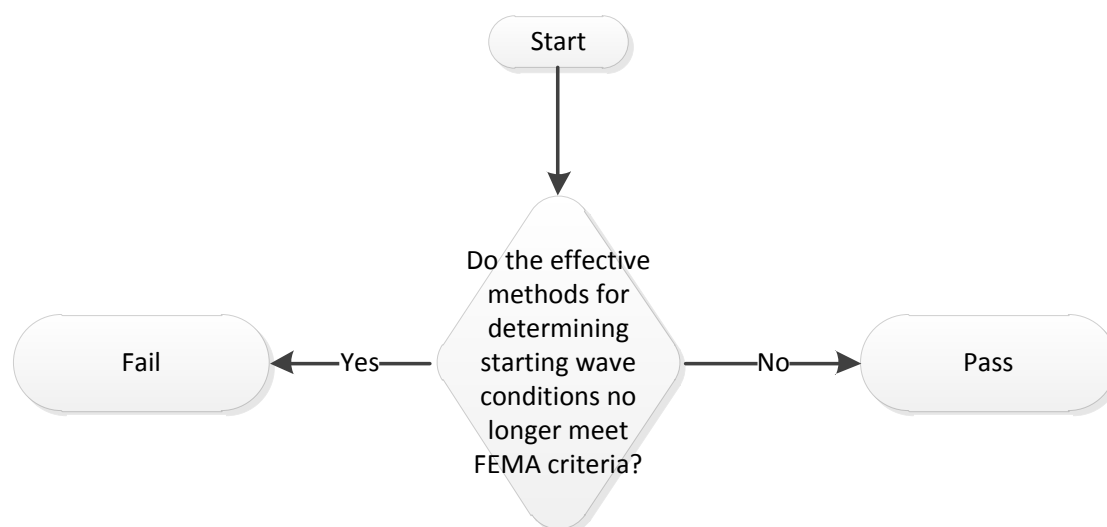 Start
Do the effective
methods for
determining
starting wave
conditions no
longer meet
FEMA criteria?
Fail
Yes
No
Pass